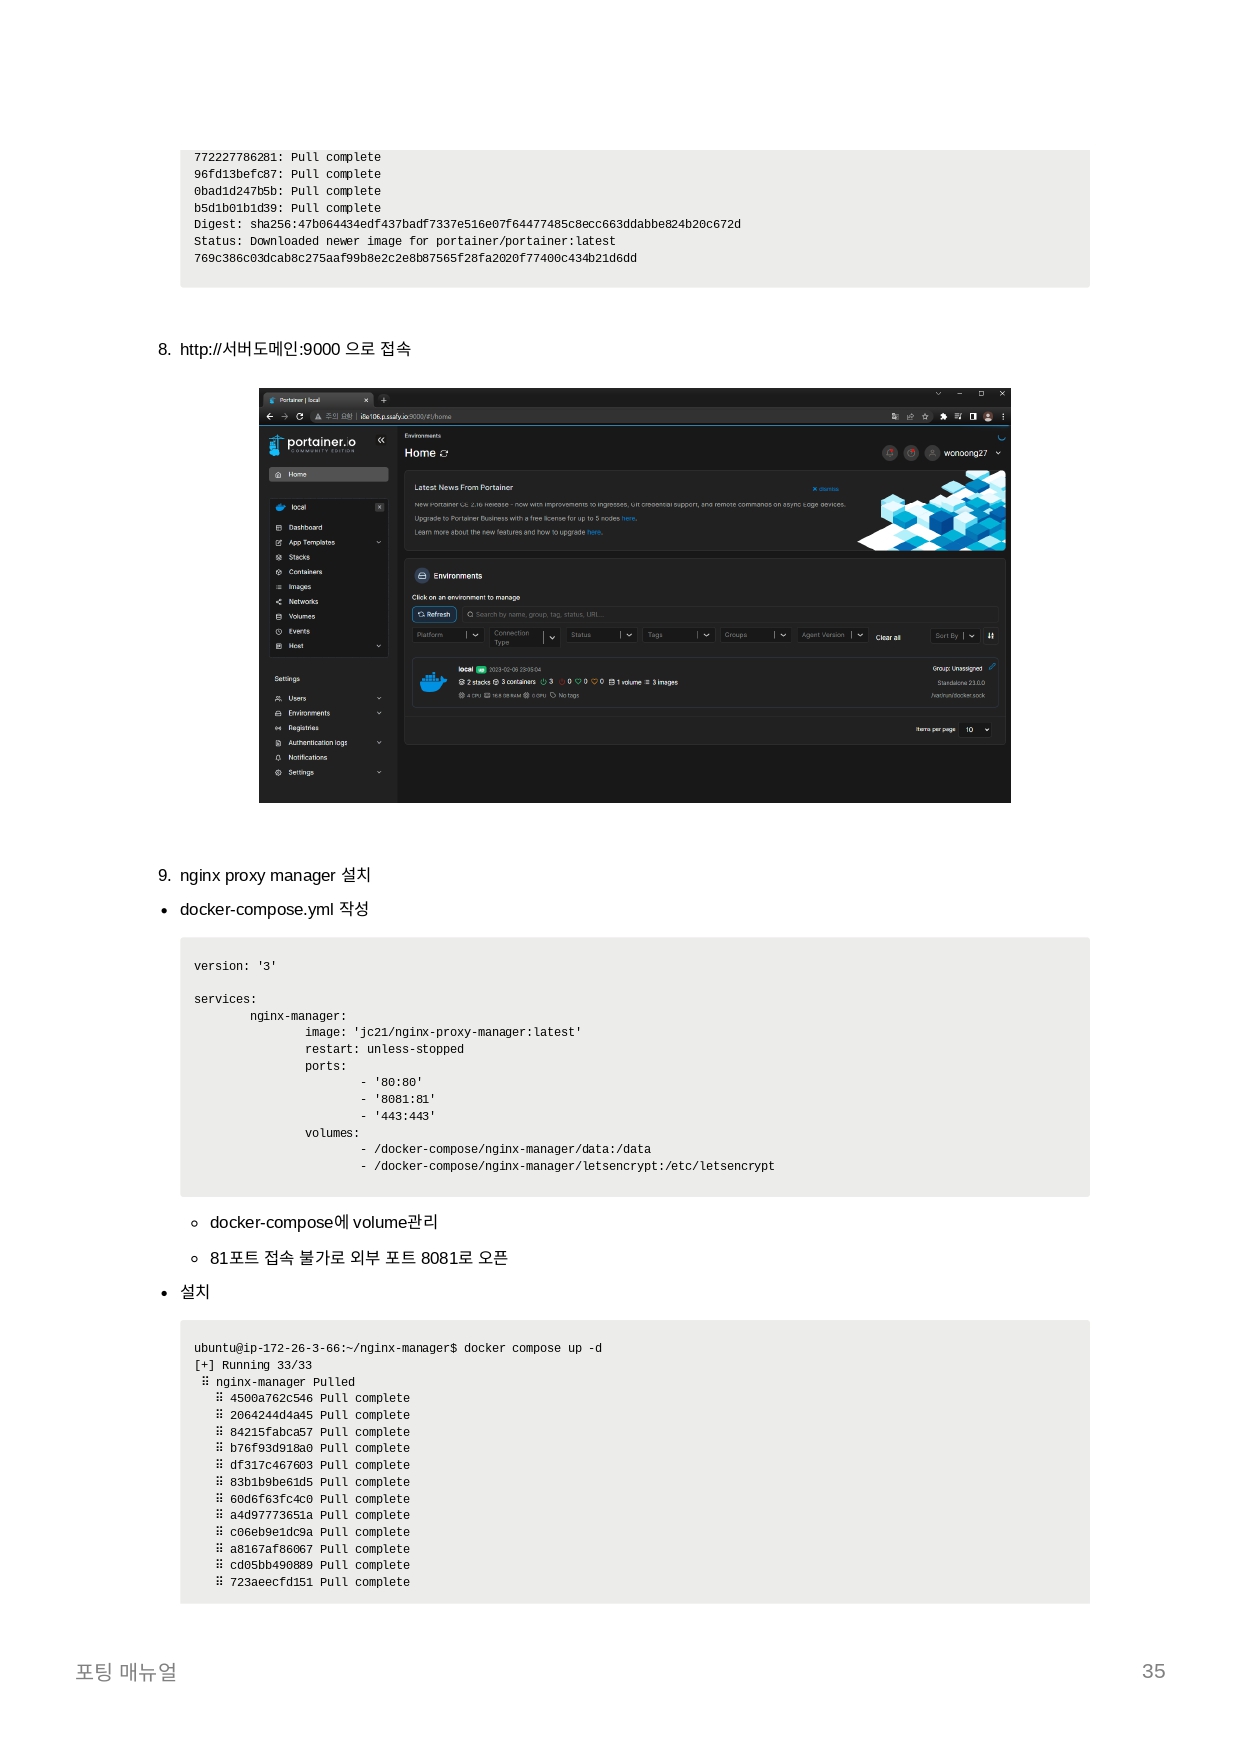 772227786281: Pull complete
96fd13befc87: Pull complete
0bad1d247b5b: Pull complete
b5d1b01b1d39: Pull complete
Digest: sha256:47b064434edf437badf7337e516e07f64477485c8ecc663ddabbe824b20c672d
Status: Downloaded newer image for portainer/portainer:latest
769c386c03dcab8c275aaf99b8e2c2e8b87565f28fa2020f77400c434b21d6dd
8. http://서버도메인:9000 으로 접속
Portainer | local
주의 요함 | i8e106.p.ssafy.io:9000/#!/home
portainer.io
COMMUNITY EDITION
Home
local
Dashboard
App Templates
Stacks
Containers
Images
Networks
Volumes
Events
Host
Settings
Users
Environments
Registries
Authentication logs
Notifications
Settings
Environments
Home
wonoong27
Latest News From Portainer
dismiss
New Portainer CE 2.16 Release - now with improvements to ingresses, Git credential support, and remote commands on async Edge devices.
Upgrade to Portainer Business with a free license for up to 5 nodes here.
Learn more about the new features and how to upgrade here.
Environments
Click on an environment to manage
Refresh Search by name, group, tag, status, URL...
Platform Connection Type Status Tags Groups Agent Version Clear all Sort By
local up 2023-02-06 23:05:04 Group: Unassigned
2 stacks 3 containers 3 0 0 0 1 volume 3 images Standalone 23.0.0
4 CPU 16.8 GB RAM 0 GPU No tags /var/run/docker.sock
Items per page 10
9. nginx proxy manager 설치
• docker-compose.yml 작성
version: '3'
services:
nginx-manager:
image: 'jc21/nginx-proxy-manager:latest'
restart: unless-stopped
ports:
- '80:80'
- '8081:81'
- '443:443'
volumes:
- /docker-compose/nginx-manager/data:/data
- /docker-compose/nginx-manager/letsencrypt:/etc/letsencrypt
◦ docker-compose에 volume관리
◦ 81포트 접속 불가로 외부 포트 8081로 오픈
• 설치
ubuntu@ip-172-26-3-66:~/nginx-manager$ docker compose up -d
[+] Running 33/33
⠿ nginx-manager Pulled
⠿ 4500a762c546 Pull complete
⠿ 2064244d4a45 Pull complete
⠿ 84215fabca57 Pull complete
⠿ b76f93d918a0 Pull complete
⠿ df317c467603 Pull complete
⠿ 83b1b9be61d5 Pull complete
⠿ 60d6f63fc4c0 Pull complete
⠿ a4d97773651a Pull complete
⠿ c06eb9e1dc9a Pull complete
⠿ a8167af86067 Pull complete
⠿ cd05bb490889 Pull complete
⠿ 723aeecfd151 Pull complete
포팅 매뉴얼 35